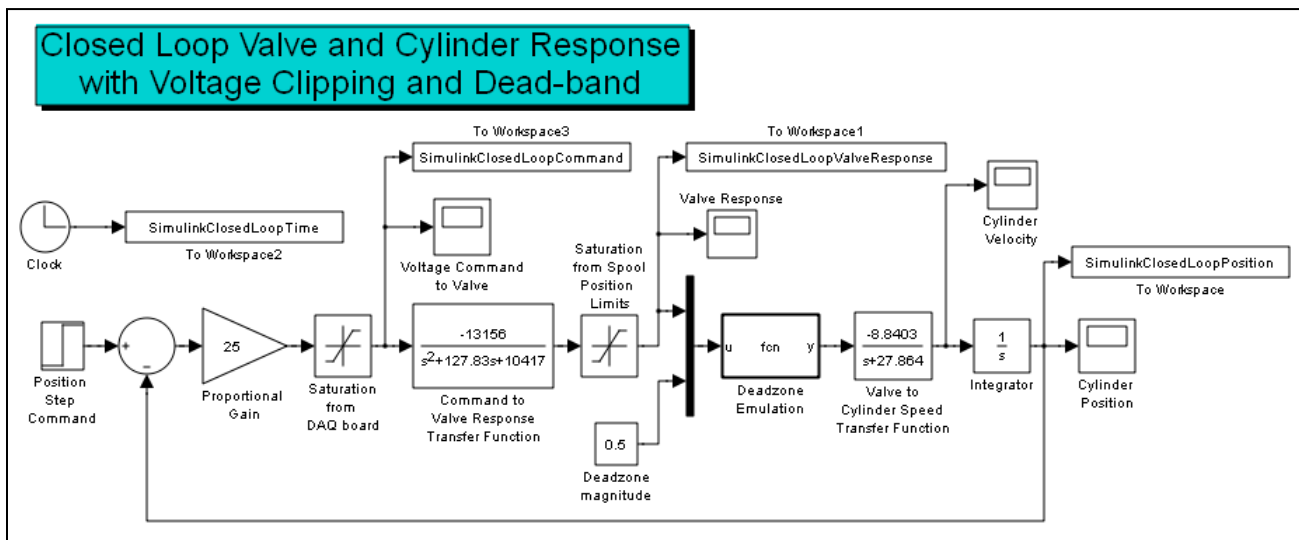 Closed Loop Valve and Cylinder Response
with Voltage Clipping and Dead-band
To Workspace3
SimulinkClosedLoopCommand
To Workspace1
SimulinkClosedLoopValveResponse
Clock
SimulinkClosedLoopTime
To Workspace2
Voltage Command
to Valve
Valve Response
Cylinder
Velocity
SimulinkClosedLoopPosition
To Workspace
Position
Step
Command
+
-
25
Proportional
Gain
Saturation
from
DAQ board
-13156
s²+127.83s+10417
Command to
Valve Response
Transfer Function
Saturation
from Spool
Position
Limits
0.5
Deadzone
magnitude
u fcn y
Deadzone
Emulation
-8.8403
s+27.864
Valve to
Cylinder Speed
Transfer Function
1
s
Integrator
Cylinder
Position